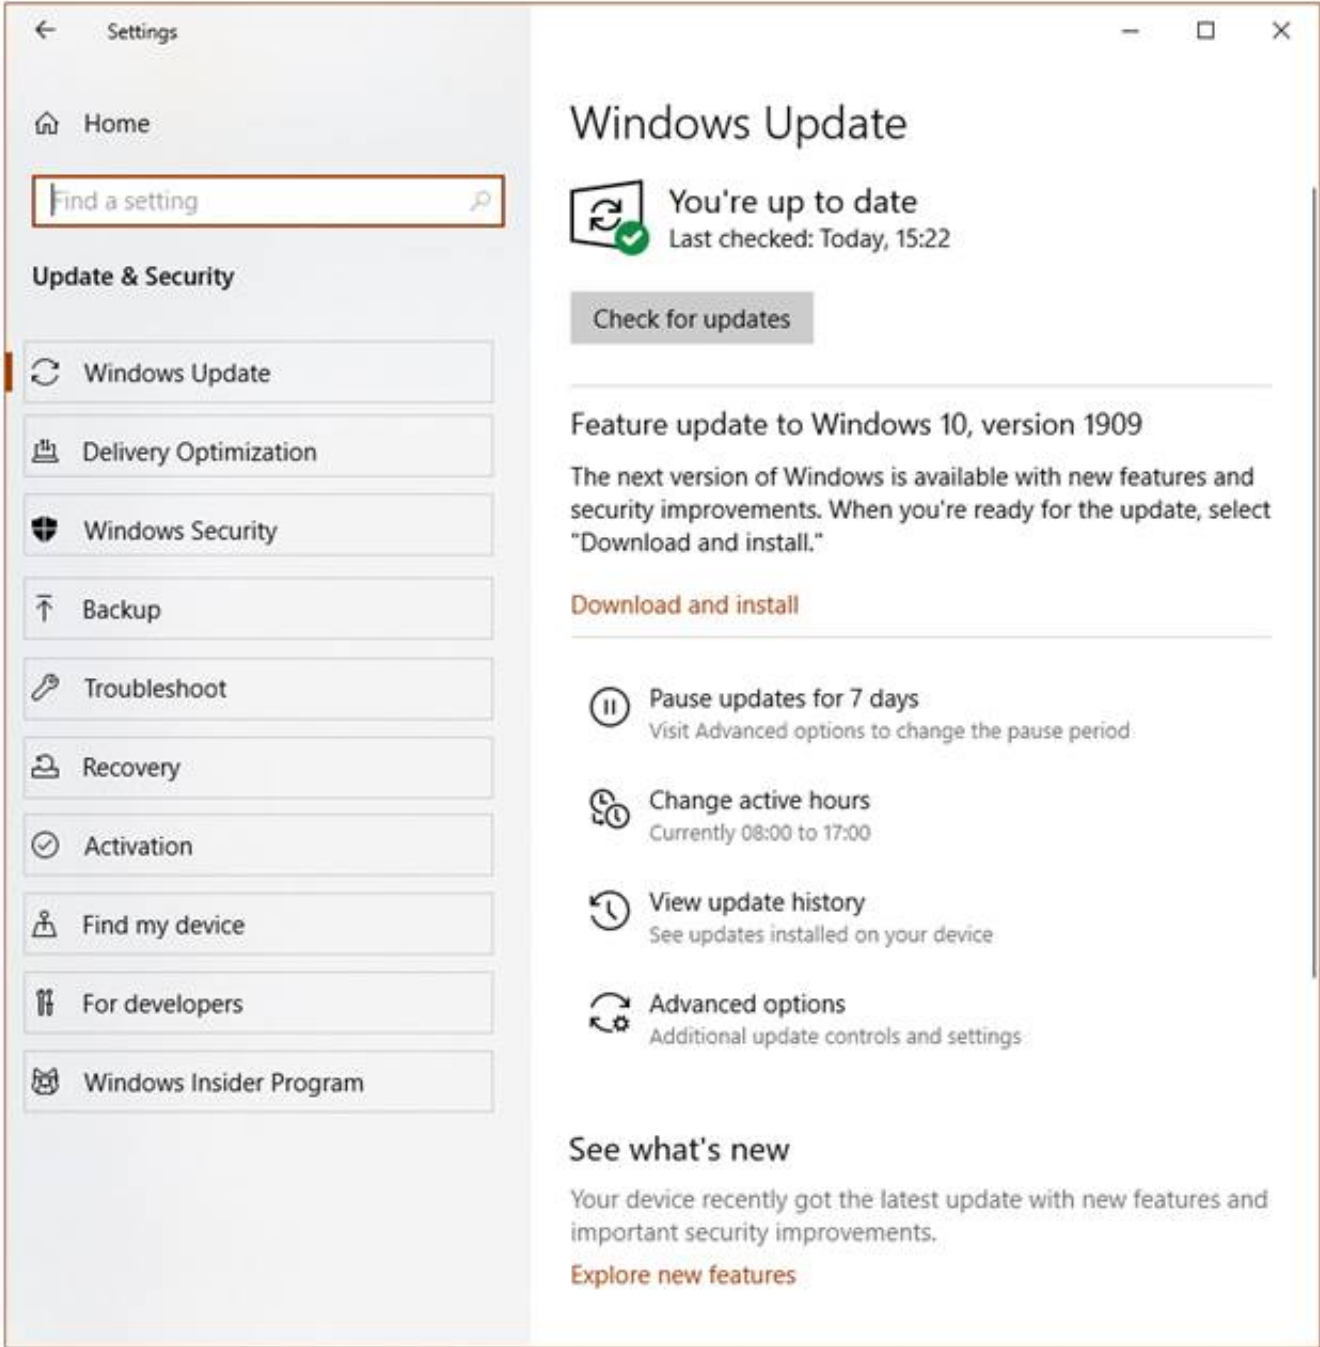 Settings
Home
Find a setting
Update & Security
Windows Update
Delivery Optimization
Windows Security
Backup
Troubleshoot
Recovery
Activation
Find my device
For developers
Windows Insider Program
Windows Update
You're up to date
Last checked: Today, 15:22
Check for updates
Feature update to Windows 10, version 1909
The next version of Windows is available with new features and
security improvements. When you're ready for the update, select
"Download and install."
Download and install
Pause updates for 7 days
Visit Advanced options to change the pause period
Change active hours
Currently 08:00 to 17:00
View update history
See updates installed on your device
Advanced options
Additional update controls and settings
See what's new
Your device recently got the latest update with new features and
important security improvements.
Explore new features